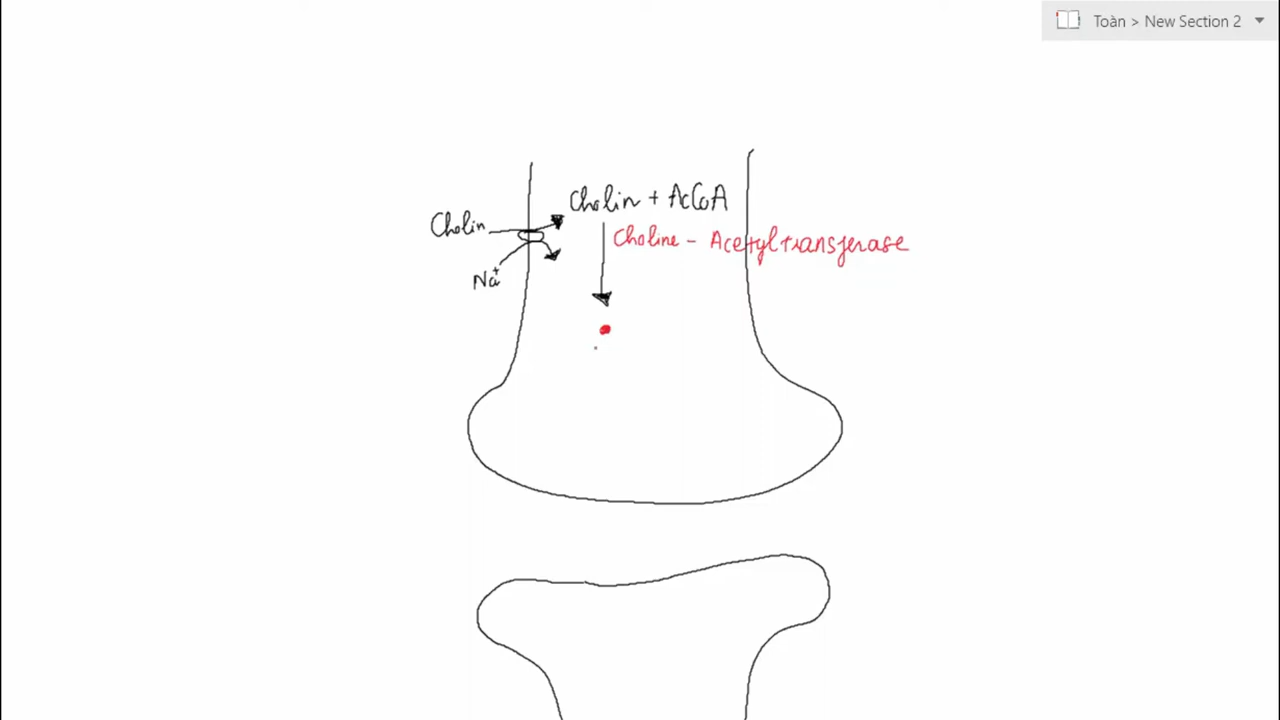 Toàn > New Section 2
Cholin + AcCoA
Cholin
Choline - Acetyltransferase
Na+